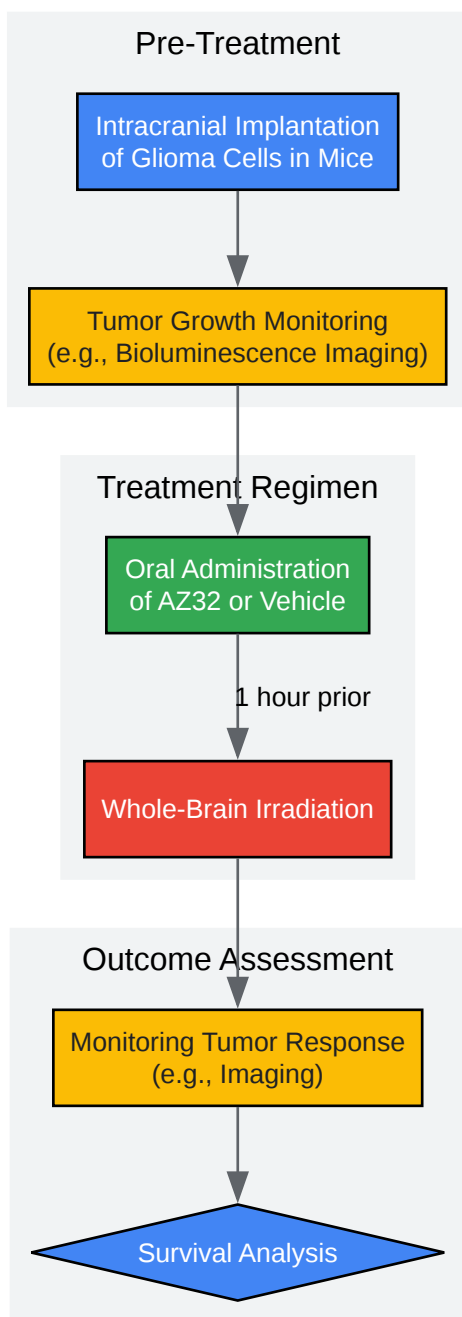 Pre-Treatment
Intracranial Implantation
of Glioma Cells in Mice
Tumor Growth Monitoring
(e.g., Bioluminescence Imaging)
Treatment Regimen
Oral Administration
of AZ32 or Vehicle
1 hour prior
Whole-Brain Irradiation
Outcome Assessment
Monitoring Tumor Response
(e.g., Imaging)
Survival Analysis